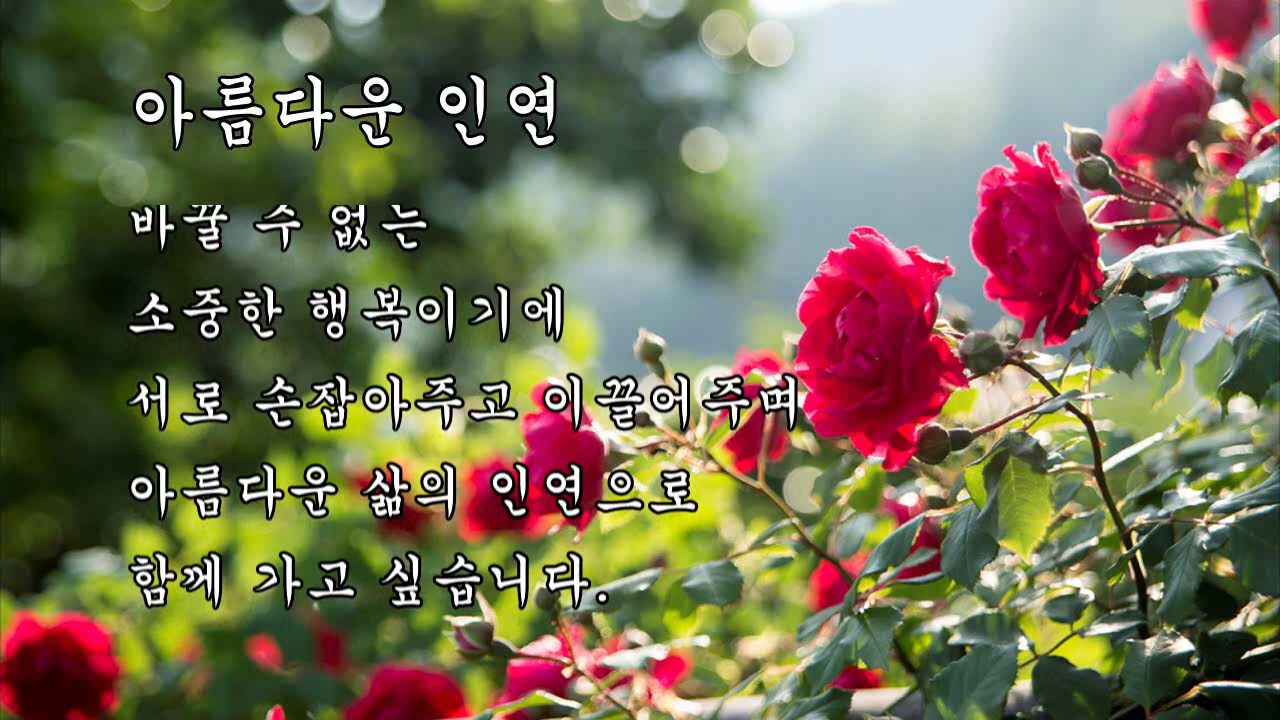 아름다운 인연
바꿀 수 없는
소중한 행복이기에
서로 손잡아주고 이끌어주며
아름다운 삶의 인연으로
함께 가고 싶습니다.